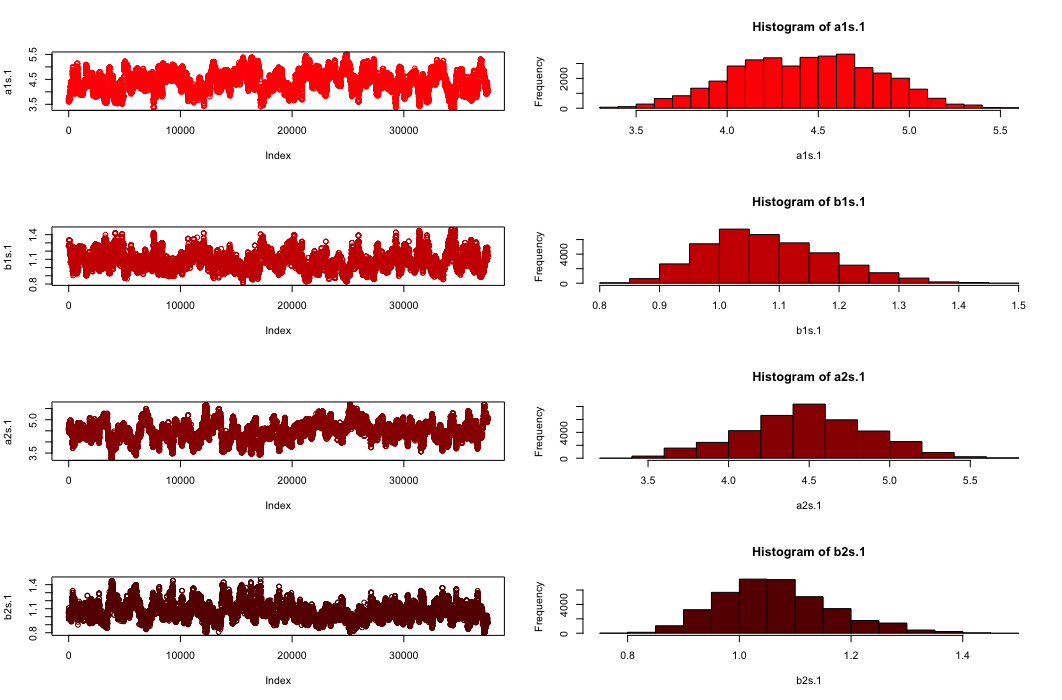 a1s.1
3.5 4.5 5.5
0 10000 20000 30000
Index
Histogram of a1s.1
Frequency
0 2000
3.5 4.0 4.5 5.0 5.5
a1s.1
b1s.1
0.8 1.1 1.4
0 10000 20000 30000
Index
Histogram of b1s.1
Frequency
0 4000
0.8 0.9 1.0 1.1 1.2 1.3 1.4 1.5
b1s.1
a2s.1
3.5 5.0
0 10000 20000 30000
Index
Histogram of a2s.1
Frequency
0 4000
3.5 4.0 4.5 5.0 5.5
a2s.1
b2s.1
0.8 1.1 1.4
0 10000 20000 30000
Index
Histogram of b2s.1
Frequency
0 4000
0.8 1.0 1.2 1.4
b2s.1